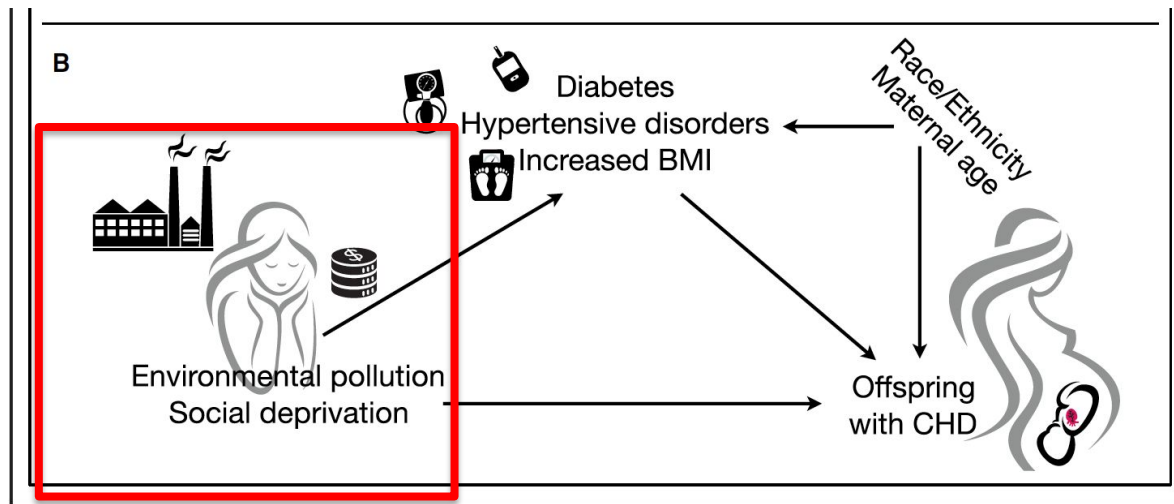 B
Diabetes
Hypertensive disorders
Increased BMI
Race/Ethnicity
Maternal age
$
Environmental pollution
Social deprivation
Offspring
with CHD